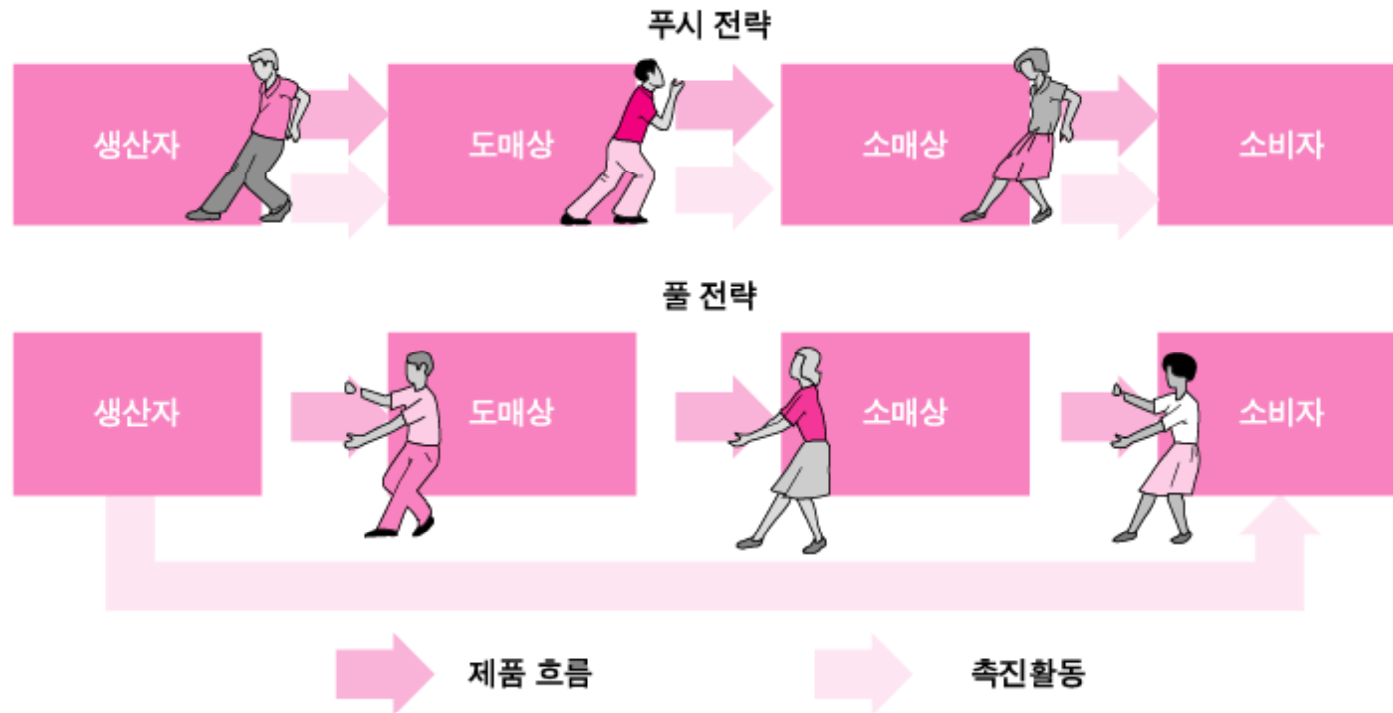 푸시 전략
생산자
도매상
소매상
소비자
풀 전략
생산자
도매상
소매상
소비자
제품 흐름
촉진활동